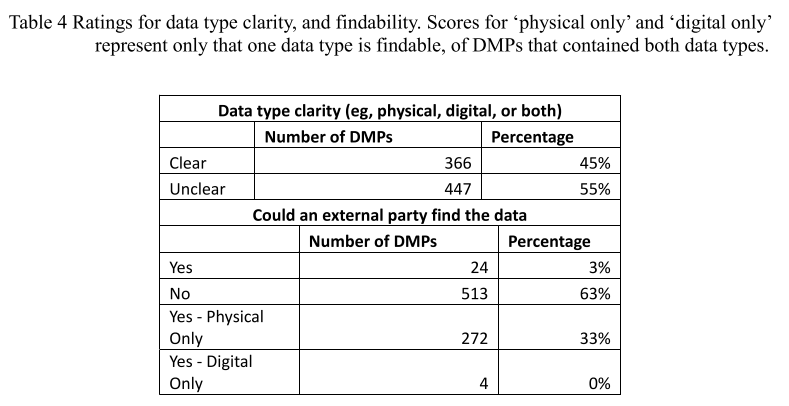 Table 4 Ratings for data type clarity, and findability. Scores for ‘physical only’ and ‘digital only’
represent only that one data type is findable, of DMPs that contained both data types.
Data type clarity (eg, physical, digital, or both)
Number of DMPs Percentage
Clear 366 45%
Unclear 447 55%
Could an external party find the data
Number of DMPs Percentage
Yes 24 3%
No 513 63%
Yes - Physical
Only 272 33%
Yes - Digital
Only 4 0%